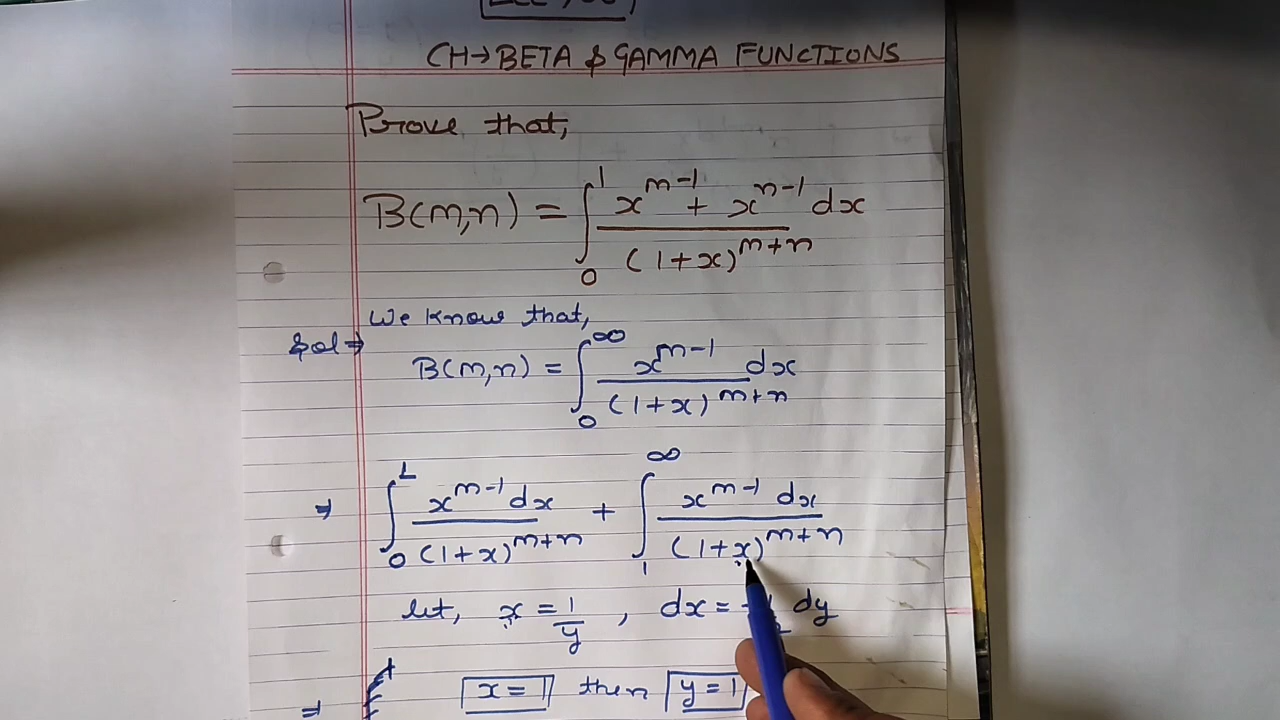 CH→BETA & GAMMA FUNCTIONS
Prove that,
B(m,n) = ∫₀¹ x^(m-1) + x^(n-1) dx / (1+x)^(m+n)
We know that,
Sol⇒
B(m,n) = ∫₀^∞ x^(m-1) dx / (1+x)^(m+n)
⇒ ∫₀¹ x^(m-1) dx / (1+x)^(m+n) + ∫₁^∞ x^(m-1) dx / (1+x)^(m+n)
let, x = 1/y , dx = dy
⇒ x=1 then y=1